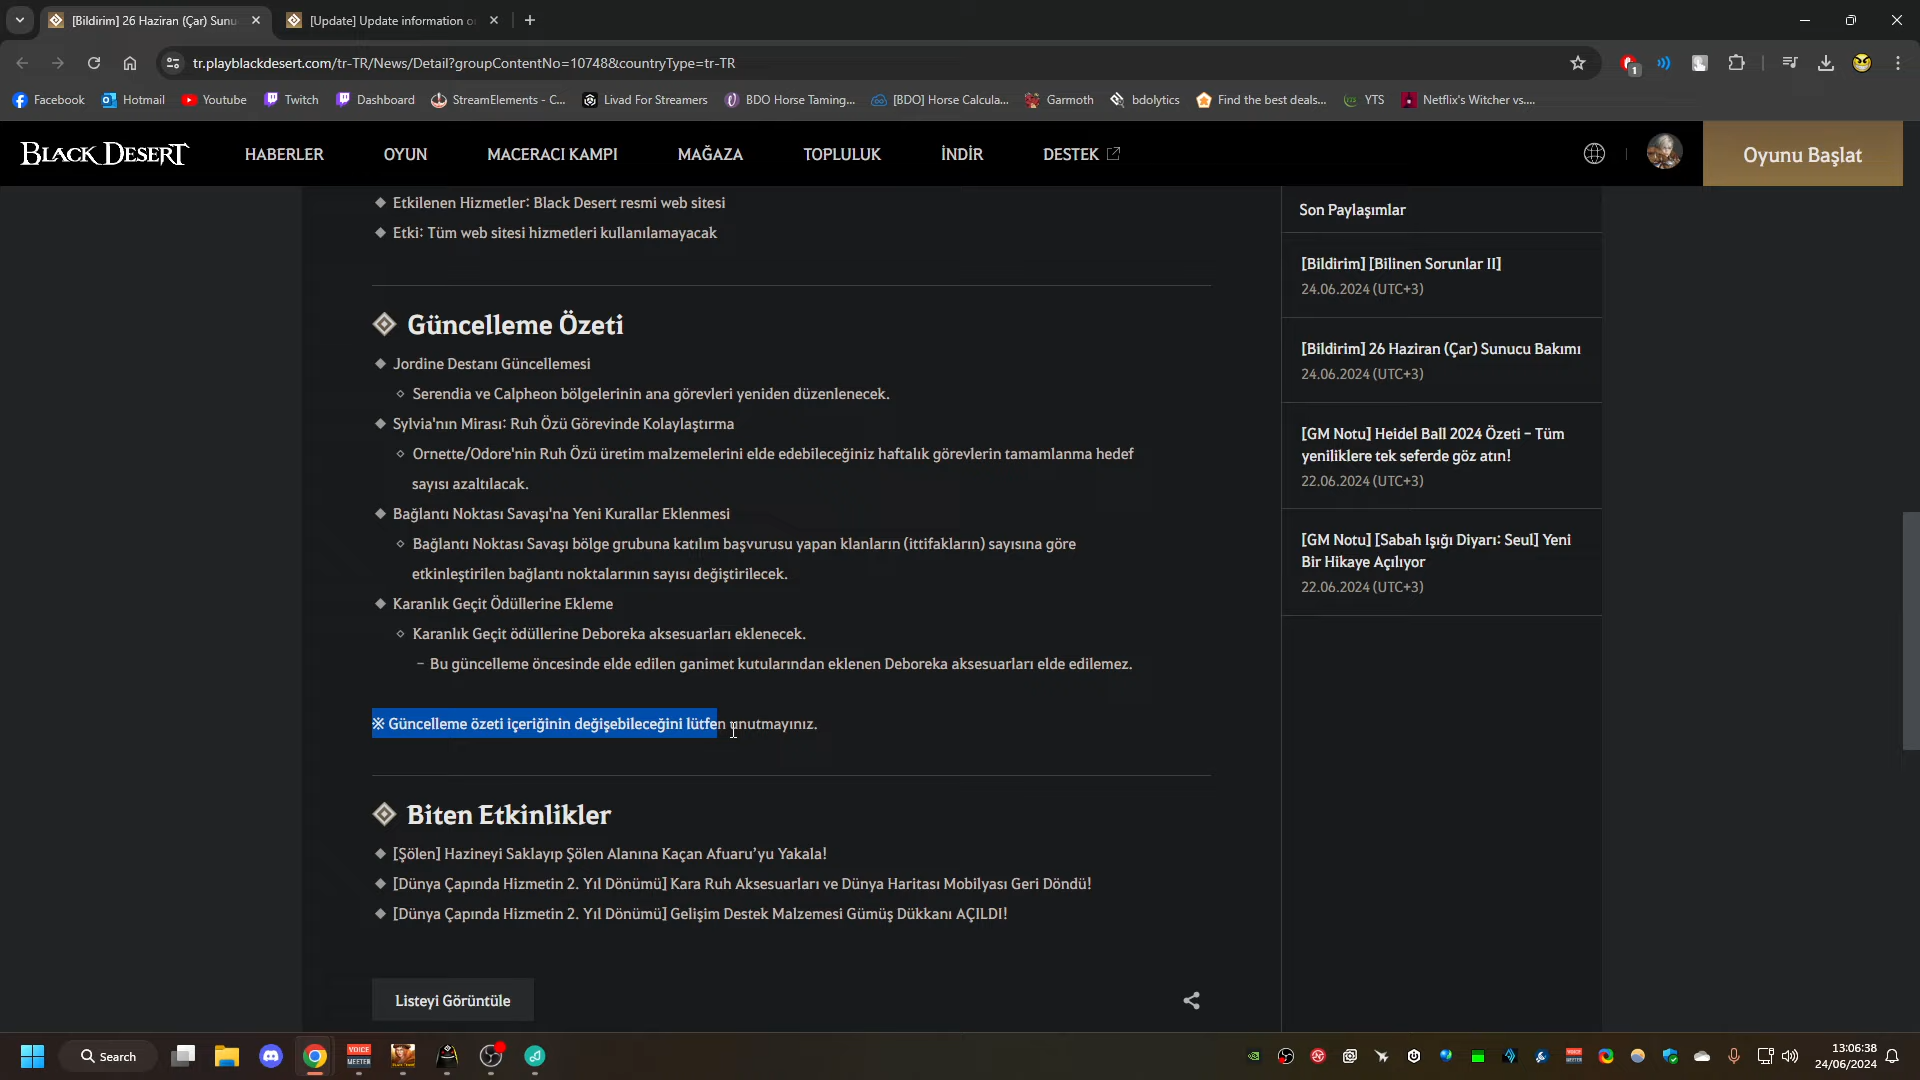 [Bildirim] 26 Haziran (Çar) Sunu
[Update] Update information o
tr.playblackdesert.com/tr-TR/News/Detail?groupContentNo=10748&countryType=tr-TR
1
Facebook
Hotmail
Youtube
Twitch
Dashboard
StreamElements - C...
Livad For Streamers
BDO Horse Taming...
[BDO] Horse Calcula...
Garmoth
bdolytics
Find the best deals...
YTS
Netflix's Witcher vs....
BLACK DESERT
HABERLER
OYUN
MACERACI KAMPI
MAĞAZA
TOPLULUK
İNDİR
DESTEK
Oyunu Başlat
◆ Etkilenen Hizmetler: Black Desert resmi web sitesi
◆ Etki: Tüm web sitesi hizmetleri kullanılamayacak
Güncelleme Özeti
◆ Jordine Destanı Güncellemesi
◇ Serendia ve Calpheon bölgelerinin ana görevleri yeniden düzenlenecek.
◆ Sylvia'nın Mirası: Ruh Özü Görevinde Kolaylaştırma
◇ Ornette/Odore'nin Ruh Özü üretim malzemelerini elde edebileceğiniz haftalık görevlerin tamamlanma hedef
sayısı azaltılacak.
◆ Bağlantı Noktası Savaşı'na Yeni Kurallar Eklenmesi
◇ Bağlantı Noktası Savaşı bölge grubuna katılım başvurusu yapan klanların (ittifakların) sayısına göre
etkinleştirilen bağlantı noktalarının sayısı değiştirilecek.
◆ Karanlık Geçit Ödüllerine Ekleme
◇ Karanlık Geçit ödüllerine Deboreka aksesuarları eklenecek.
- Bu güncelleme öncesinde elde edilen ganimet kutularından eklenen Deboreka aksesuarları elde edilemez.
※ Güncelleme özeti içeriğinin değişebileceğini lütfen unutmayınız.
Biten Etkinlikler
◆ [Şölen] Hazineyi Saklayıp Şölen Alanına Kaçan Afuaru’yu Yakala!
◆ [Dünya Çapında Hizmetin 2. Yıl Dönümü] Kara Ruh Aksesuarları ve Dünya Haritası Mobilyası Geri Döndü!
◆ [Dünya Çapında Hizmetin 2. Yıl Dönümü] Gelişim Destek Malzemesi Gümüş Dükkanı AÇILDI!
Listeyi Görüntüle
Son Paylaşımlar
[Bildirim] [Bilinen Sorunlar II]
24.06.2024 (UTC+3)
[Bildirim] 26 Haziran (Çar) Sunucu Bakımı
24.06.2024 (UTC+3)
[GM Notu] Heidel Ball 2024 Özeti - Tüm
yeniliklere tek seferde göz atın!
22.06.2024 (UTC+3)
[GM Notu] [Sabah Işığı Diyarı: Seul] Yeni
Bir Hikaye Açılıyor
22.06.2024 (UTC+3)
Search
VOICE
MEETER
13:06:38
24/06/2024